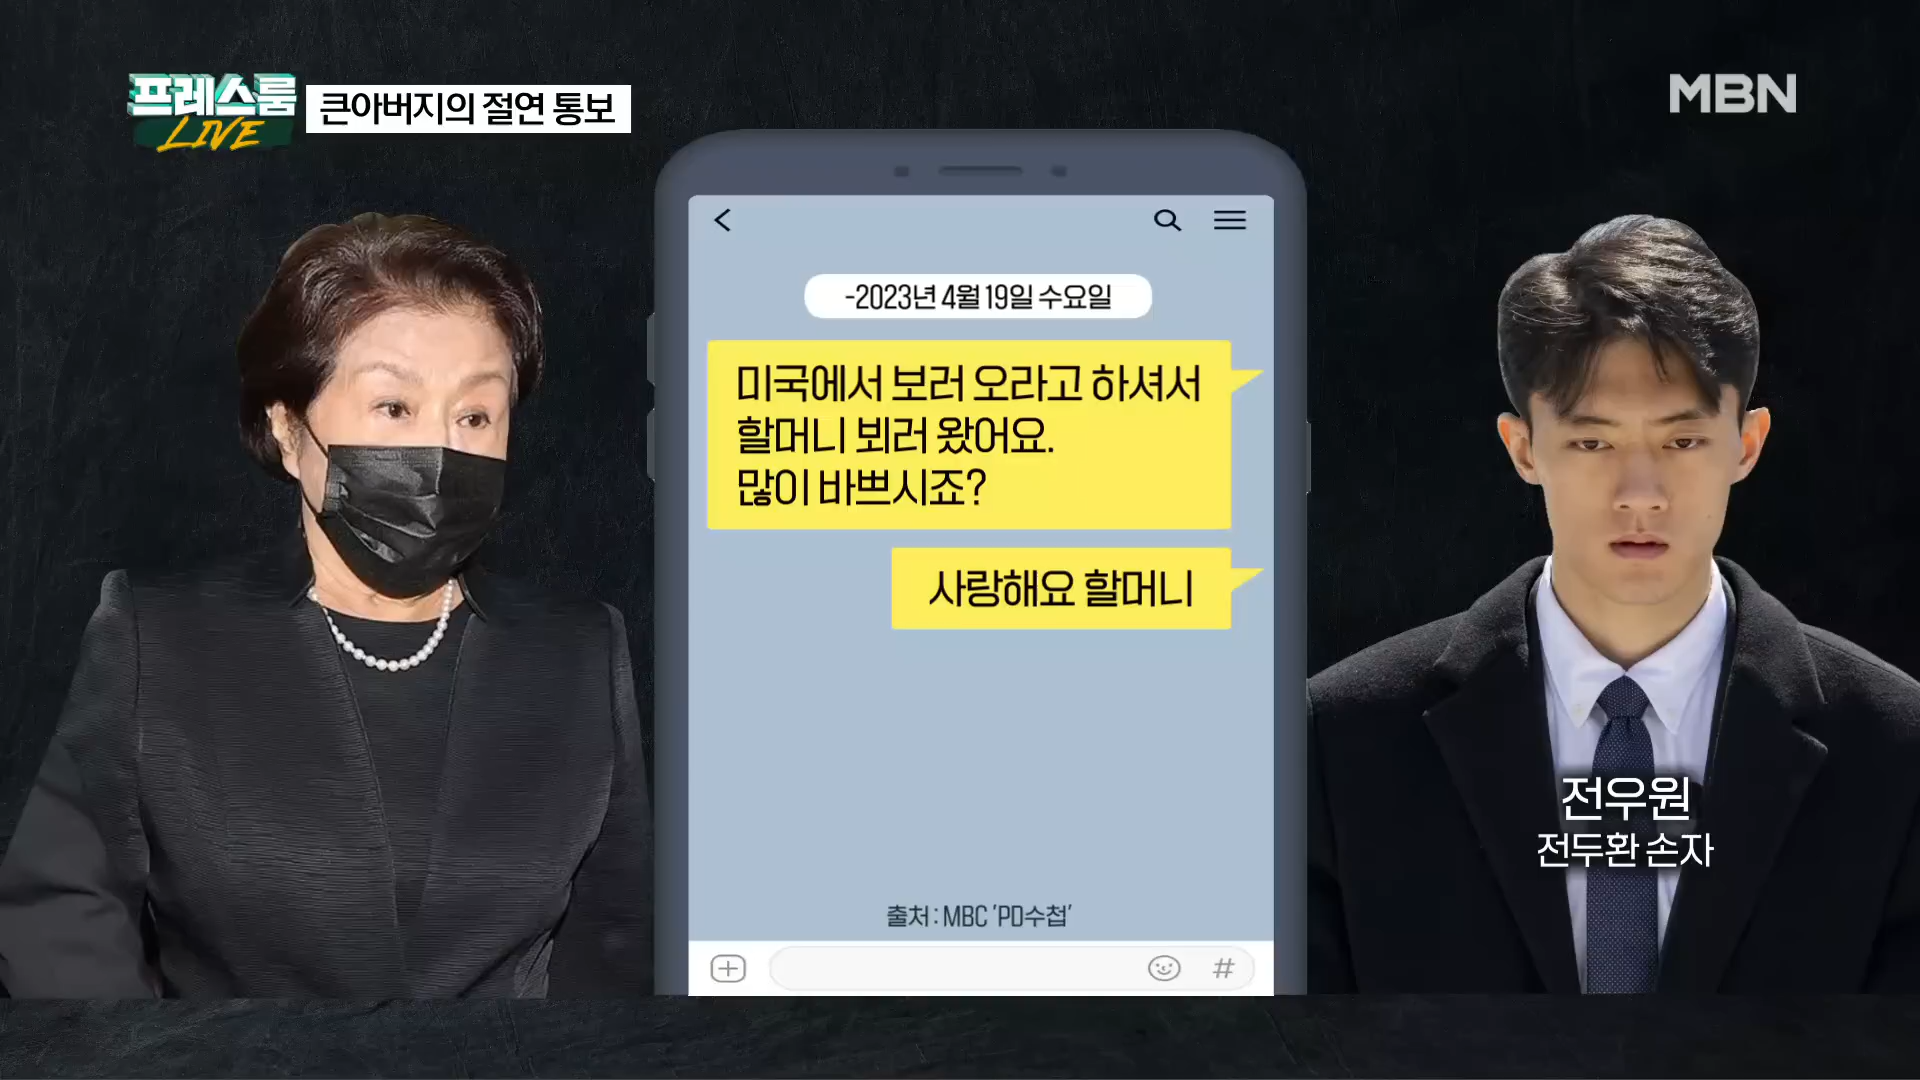 프레스룸
LIVE
큰아버지의 절연 통보
MBN
-2023년 4월 19일 수요일
미국에서 보러 오라고 하셔서
할머니 뵈러 왔어요.
많이 바쁘시죠?
사랑해요 할머니
전우원
전두환 손자
출처 : MBC 'PD수첩'
#